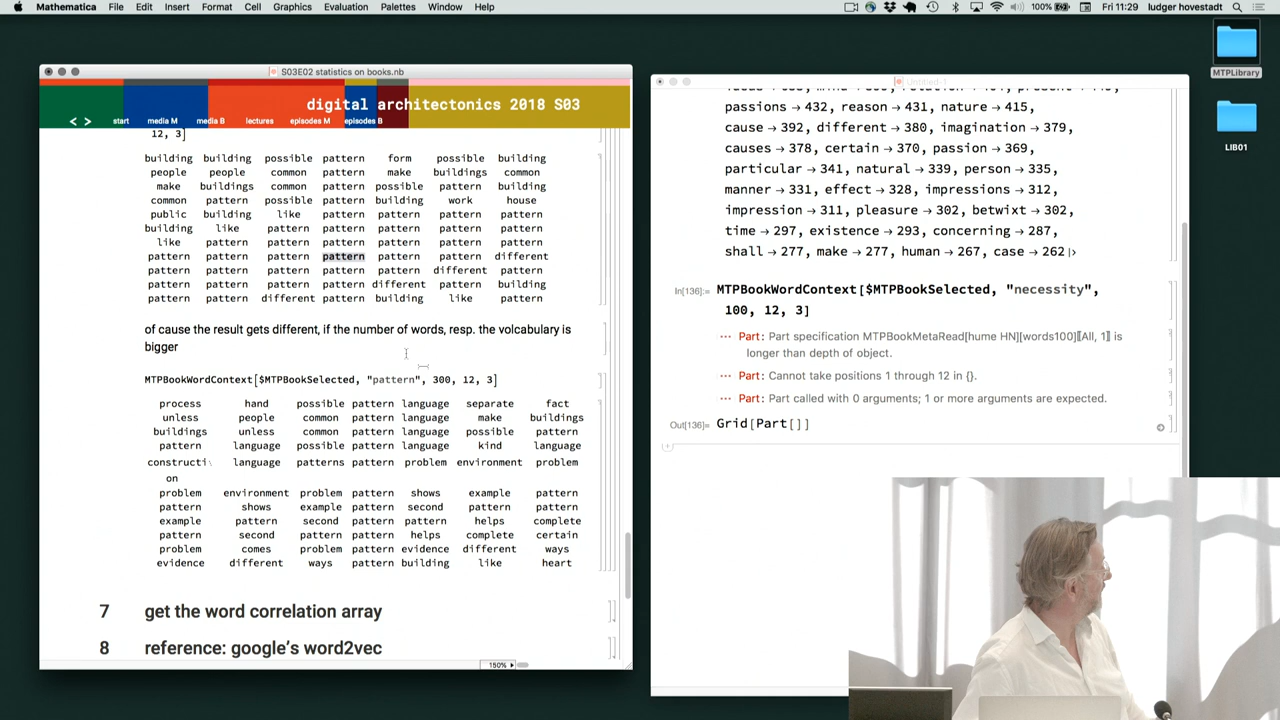 Mathematica File Edit Insert Format Cell Graphics Evaluation Palettes Window Help
100% Fri 11:29 ludger hovestadt
MTPLibrary
LIB01
S03E02 statistics on books.nb
digital architectonics 2018 S03
< > start media M media B lectures episodes M episodes B
12, 3]
building building possible pattern form possible building
people people common pattern make buildings common
make buildings common pattern possible pattern building
common pattern possible pattern building work house
public building like pattern pattern pattern pattern
building like pattern pattern pattern pattern pattern
like pattern pattern pattern pattern pattern pattern
pattern pattern pattern pattern pattern pattern different
pattern pattern pattern pattern pattern different pattern
pattern pattern pattern pattern different pattern building
pattern pattern different pattern building like pattern
of cause the result gets different, if the number of words, resp. the volcabulary is
bigger
MTPBookWordContext[$MTPBookSelected, "pattern", 300, 12, 3]
process hand possible pattern language separate fact
unless people common pattern language make buildings
buildings unless common pattern language possible pattern
pattern language possible pattern language kind language
constructi\ language patterns pattern problem environment problem
on
problem environment problem pattern shows example pattern
pattern shows example pattern second pattern pattern
example pattern second pattern pattern helps complete
pattern second pattern pattern helps complete certain
problem comes problem pattern evidence different ways
evidence different ways pattern building like heart
7 get the word correlation array
8 reference: google's word2vec
150%
Untitled-1
passions → 432, reason → 431, nature → 415,
cause → 392, different → 380, imagination → 379,
causes → 378, certain → 370, passion → 369,
particular → 341, natural → 339, person → 335,
manner → 331, effect → 328, impressions → 312,
impression → 311, pleasure → 302, betwixt → 302,
time → 297, existence → 293, concerning → 287,
shall → 277, make → 277, human → 267, case → 262 |>
In[136]:= MTPBookWordContext[$MTPBookSelected, "necessity",
100, 12, 3]
··· Part: Part specification MTPBookMetaRead[hume HN][words100]⟦All, 1⟧ is
longer than depth of object.
··· Part: Cannot take positions 1 through 12 in {}.
··· Part: Part called with 0 arguments; 1 or more arguments are expected.
Out[136]= Grid[Part[]]